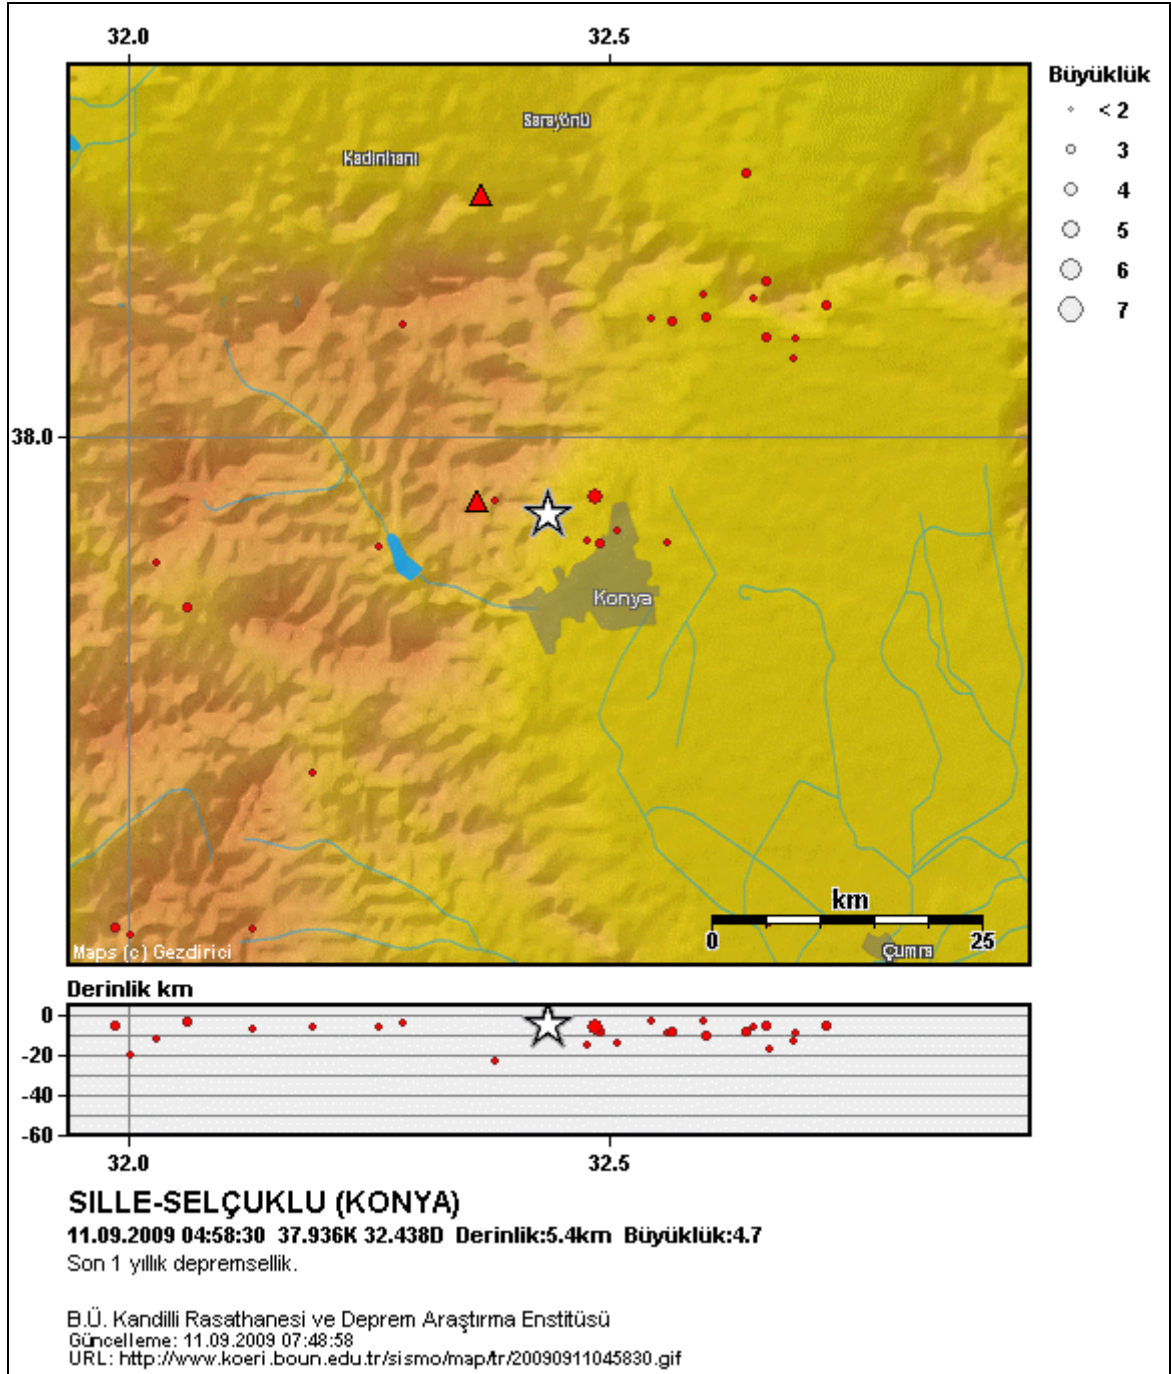 32.0 32.5
Büyüklük
< 2
3
4
5
6
7
Sarayönü
Kadınhanı
38.0
Konya
km
0 25
Çumra
Maps (c) Gezdirici
Derinlik km
0
-20
-40
-60
32.0 32.5
SILLE-SELÇUKLU (KONYA)
11.09.2009 04:58:30 37.936K 32.438D Derinlik:5.4km Büyüklük:4.7
Son 1 yıllık depremsellik.
B.Ü. Kandilli Rasathanesi ve Deprem Araştırma Enstitüsü
Güncelleme: 11.09.2009 07:48:58
URL: http://www.koeri.boun.edu.tr/sismo/map/tr/20090911045830.gif